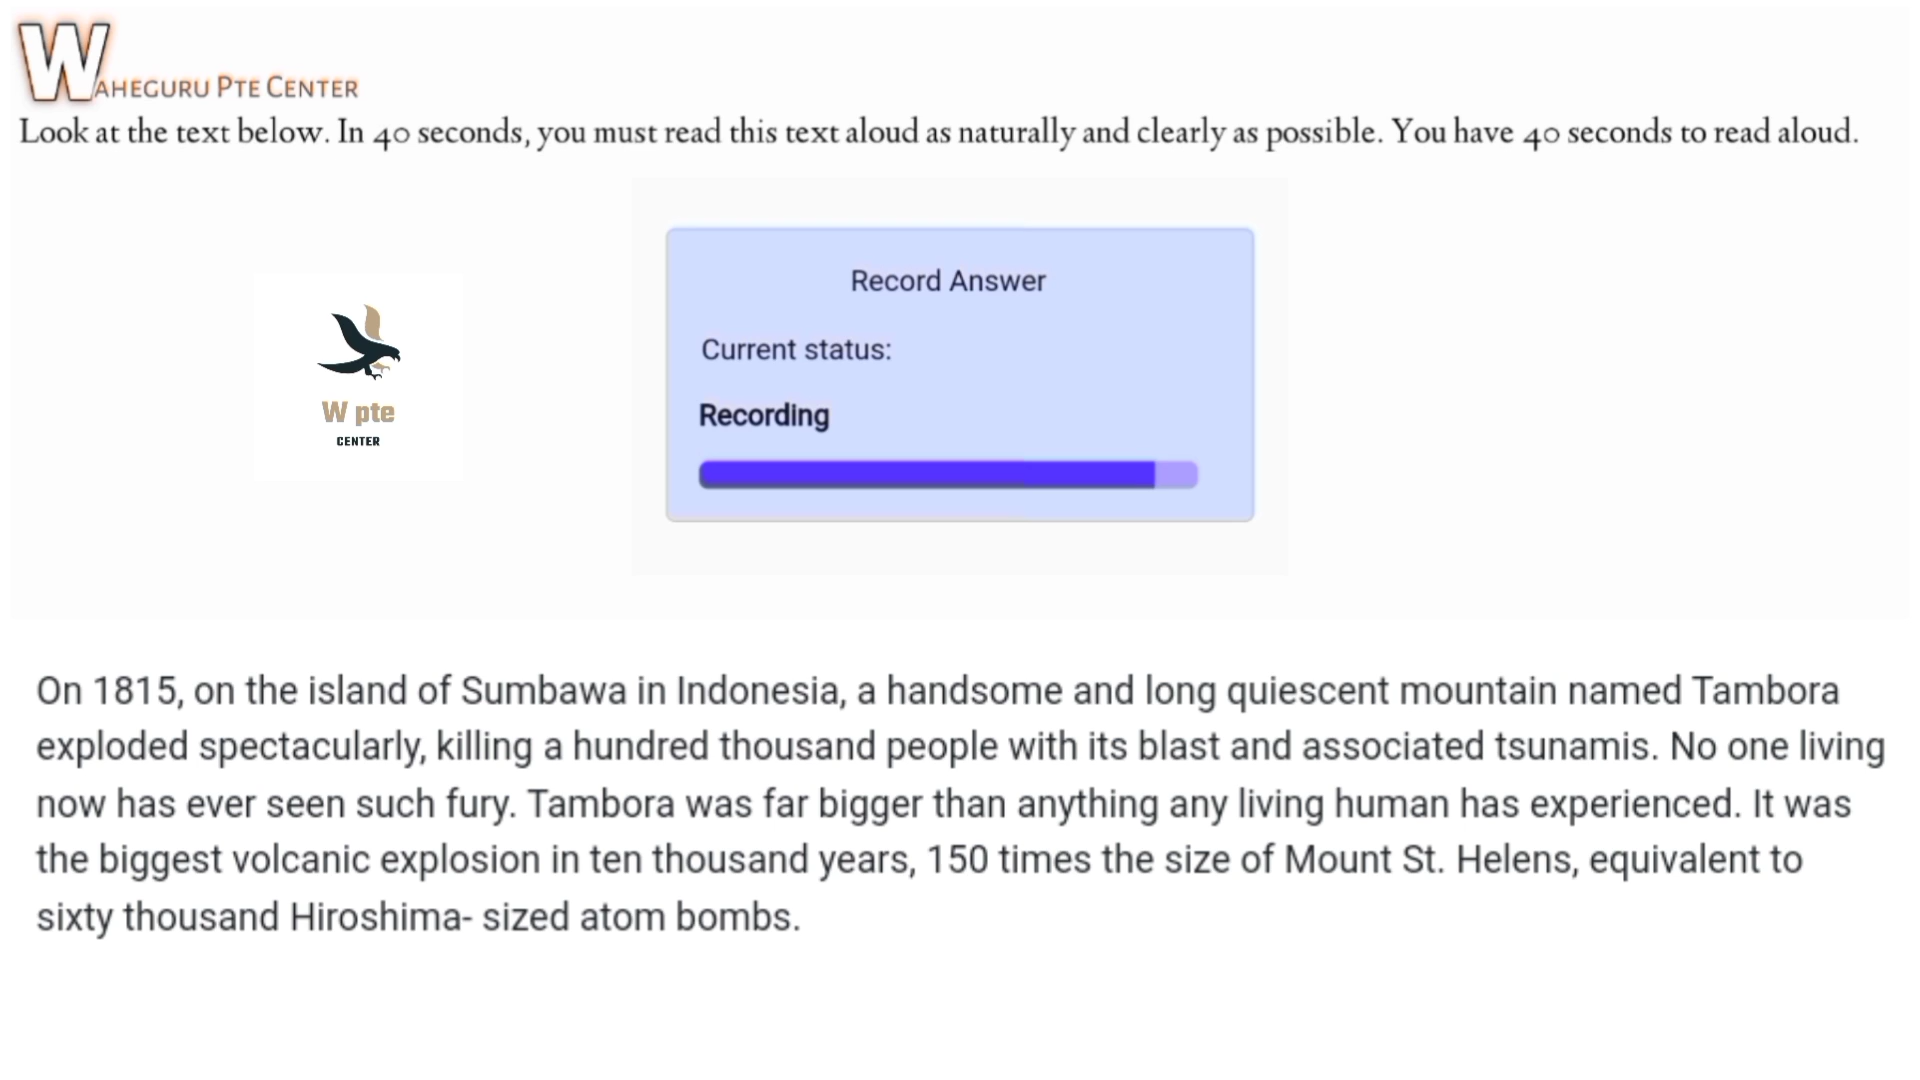 WAHEGURU PTE CENTER
Look at the text below. In 40 seconds, you must read this text aloud as naturally and clearly as possible. You have 40 seconds to read aloud.
Record Answer
Current status:
Recording
W pte
CENTER
On 1815, on the island of Sumbawa in Indonesia, a handsome and long quiescent mountain named Tambora
exploded spectacularly, killing a hundred thousand people with its blast and associated tsunamis. No one living
now has ever seen such fury. Tambora was far bigger than anything any living human has experienced. It was
the biggest volcanic explosion in ten thousand years, 150 times the size of Mount St. Helens, equivalent to
sixty thousand Hiroshima- sized atom bombs.